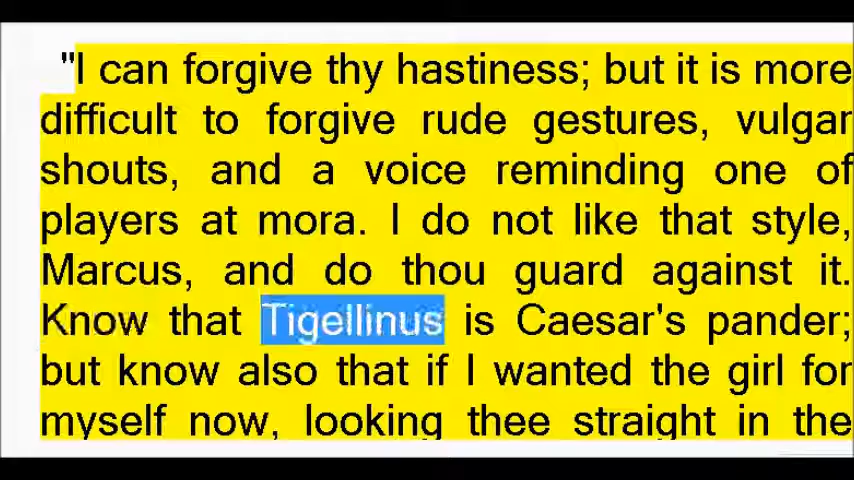 "I can forgive thy hastiness; but it is more
difficult to forgive rude gestures, vulgar
shouts, and a voice reminding one of
players at mora. I do not like that style,
Marcus, and do thou guard against it.
Know that Tigellinus is Caesar's pander;
but know also that if I wanted the girl for
myself now, looking thee straight in the